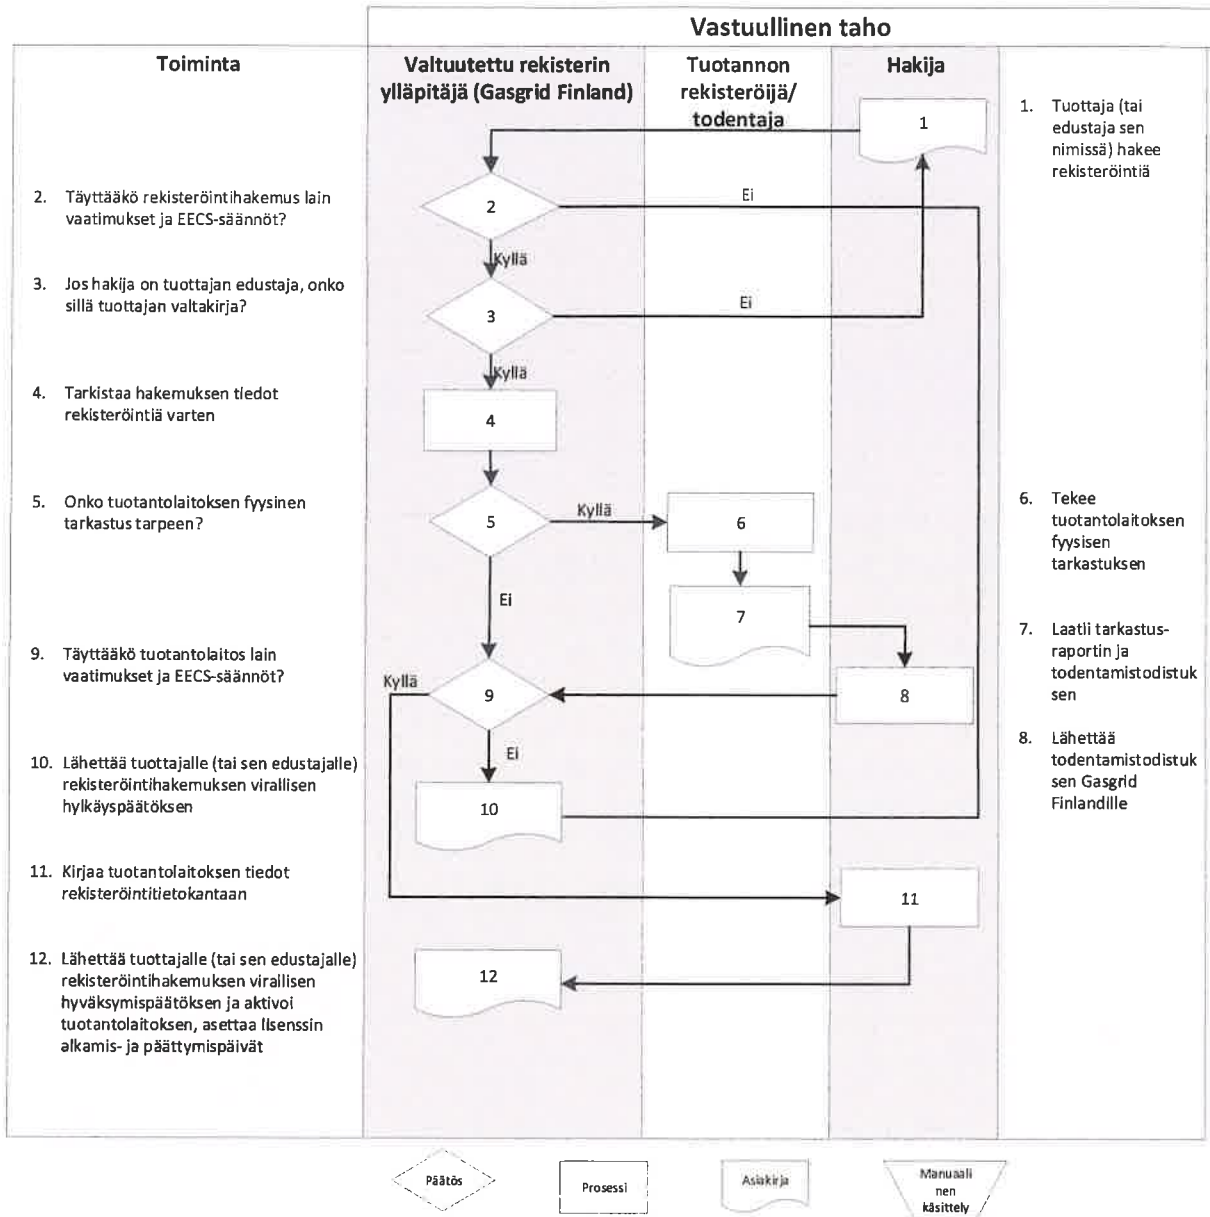 Vastuullinen taho
Toiminta
Valtuutettu rekisterin
ylläpitäjä (Gasgrid Finland)
Tuotannon
rekisteröijä/
todentaja
Hakija
1
1. Tuottaja (tai
edustaja sen
nimissä) hakee
rekisteröintiä
2. Täyttääkö rekisteröintihakemus lain
vaatimukset ja EECS-säännöt?
2
Ei
Kyllä
3. Jos hakija on tuottajan edustaja, onko
sillä tuottajan valtakirja?
3
Ei
Kyllä
4. Tarkistaa hakemuksen tiedot
rekisteröintiä varten
4
5. Onko tuotantolaitoksen fyysinen
tarkastus tarpeen?
5
Kyllä
6
6. Tekee
tuotantolaitoksen
fyysisen
tarkastuksen
Ei
7
7. Laatii tarkastus-
raportin ja
todentamistodistuk
sen
9. Täyttääkö tuotantolaitos lain
vaatimukset ja EECS-säännöt?
Kyllä
9
8
8. Lähettää
todentamistodistuk
sen Gasgrid
Finlandille
Ei
10. Lähettää tuottajalle (tai sen edustajalle)
rekisteröintihakemuksen virallisen
hylkäyspäätöksen
10
11. Kirjaa tuotantolaitoksen tiedot
rekisteröintitietokantaan
11
12. Lähettää tuottajalle (tai sen edustajalle)
rekisteröintihakemuksen virallisen
hyväksymispäätöksen ja aktivoi
tuotantolaitoksen, asettaa lisenssin
alkamis- ja päättymispäivät
12
Päätös
Prosessi
Asiakirja
Manuaali
nen
käsittely